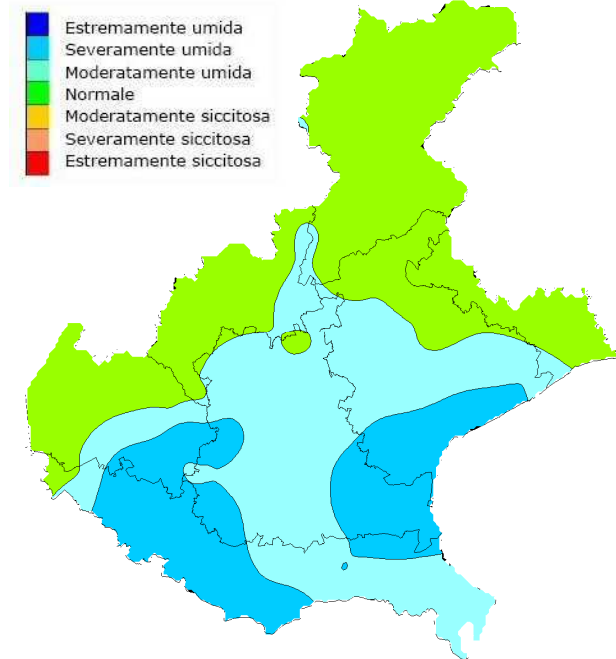 Estremamente umida
Severamente umida
Moderatamente umida
Normale
Moderatamente siccitosa
Severamente siccitosa
Estremamente siccitosa